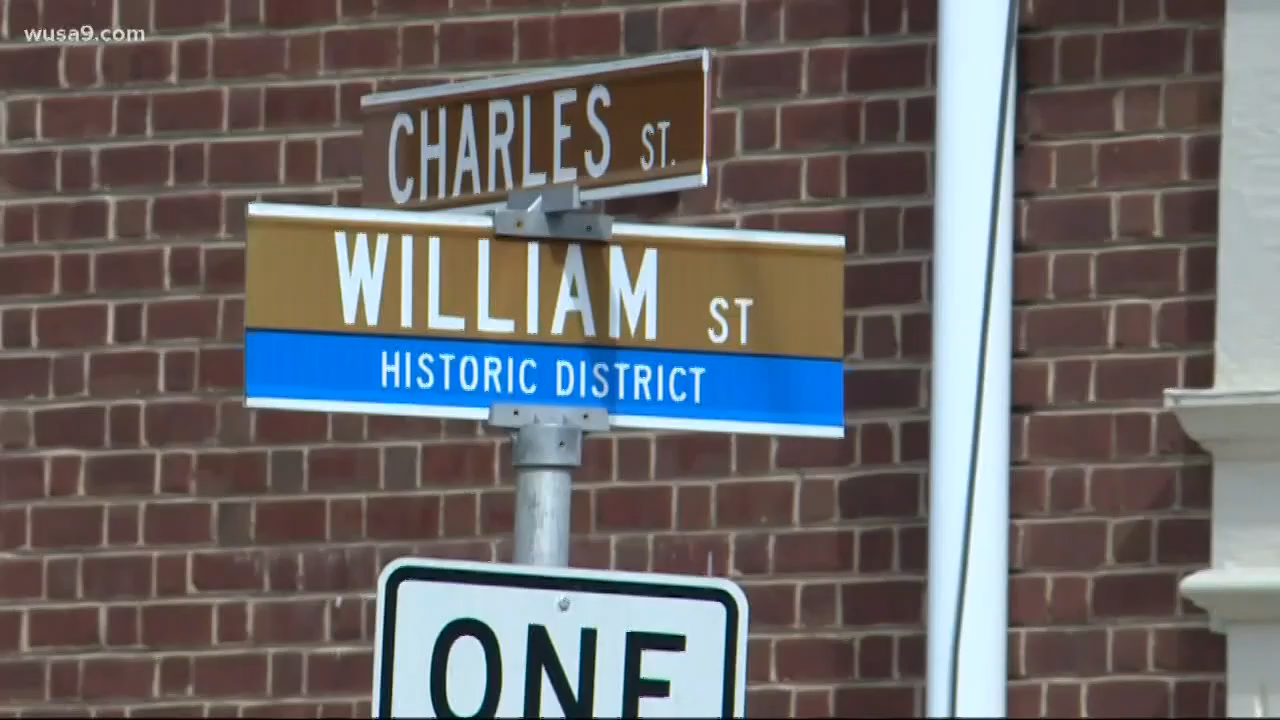 wusa9.com
CHARLES ST.
WILLIAM ST
HISTORIC DISTRICT
ONE